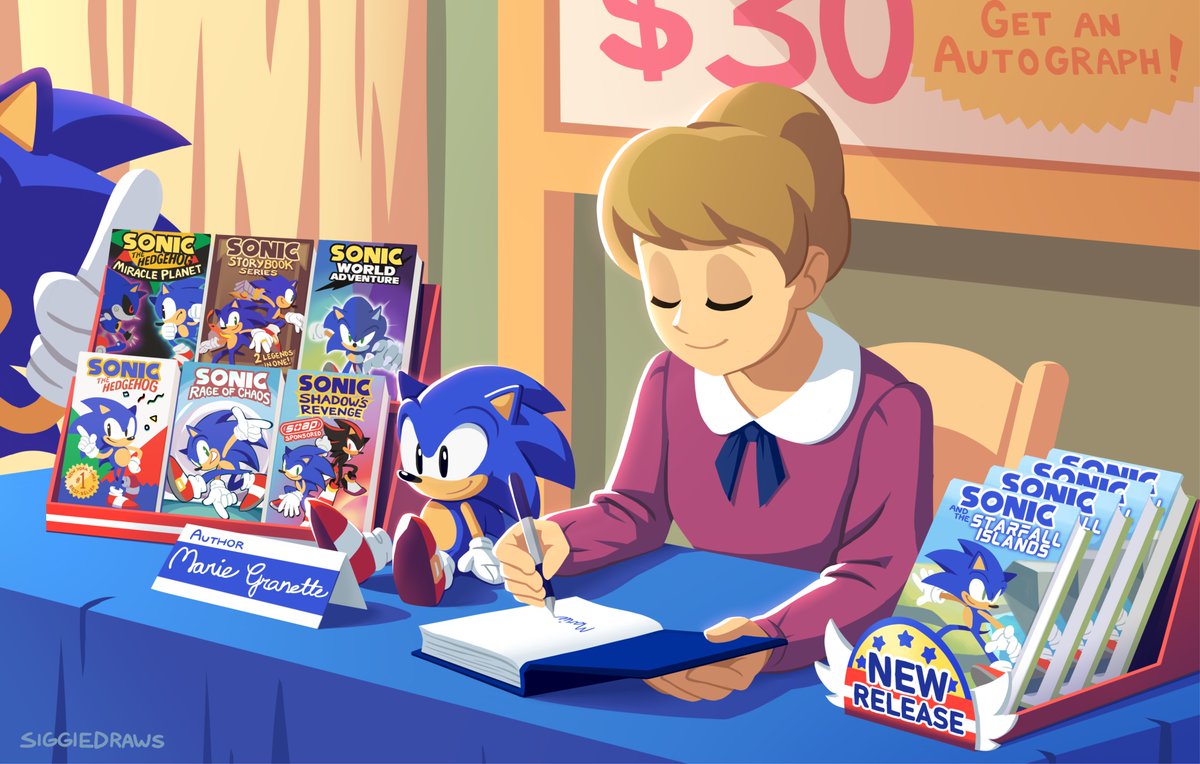 $30
GET AN
AUTOGRAPH!
SONIC
THE HEDGEHOG
MIRACLE PLANET
SONIC
STORYBOOK
SERIES
2 LEGENDS
IN ONE!
SONIC
WORLD
ADVENTURE
SONIC
THE
HEDGEHOG
#1
SONIC
RAGE OF CHAOS
SONIC
SHADOW'S
REVENGE
SOAP
SPONSORED
AUTHOR
Marie Granette
Marie
SONIC
SONIC
SONIC
SONIC
AND THE
STARFALL
ISLANDS
NEW
RELEASE
SIGGIEDRAWS